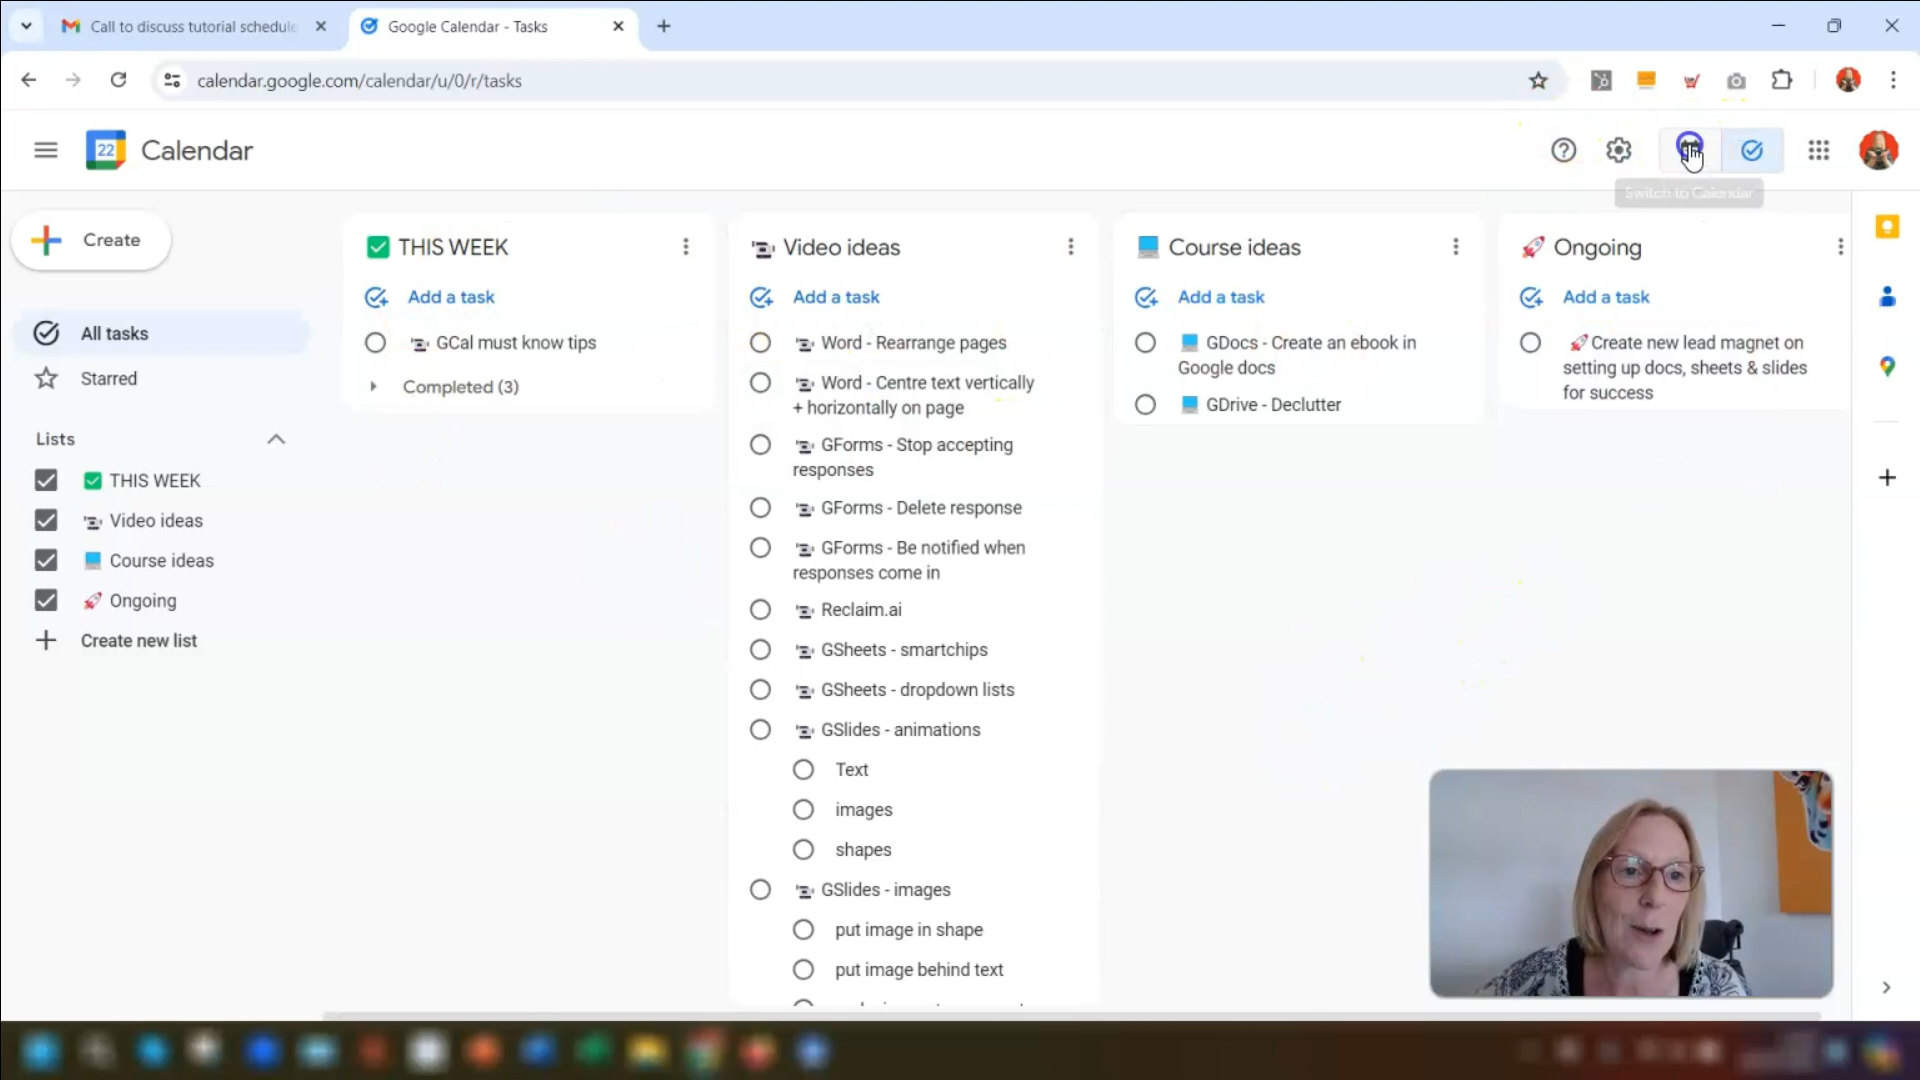 Call to discuss tutorial schedule
Google Calendar - Tasks
calendar.google.com/calendar/u/0/r/tasks
22
Calendar
Switch to Calendar
Create
All tasks
Starred
Lists
THIS WEEK
Video ideas
Course ideas
Ongoing
Create new list
THIS WEEK
Add a task
GCal must know tips
Completed (3)
Video ideas
Add a task
Word - Rearrange pages
Word - Centre text vertically
+ horizontally on page
GForms - Stop accepting
responses
GForms - Delete response
GForms - Be notified when
responses come in
Reclaim.ai
GSheets - smartchips
GSheets - dropdown lists
GSlides - animations
Text
images
shapes
GSlides - images
put image in shape
put image behind text
Course ideas
Add a task
GDocs - Create an ebook in
Google docs
GDrive - Declutter
Ongoing
Add a task
Create new lead magnet on
setting up docs, sheets & slides
for success